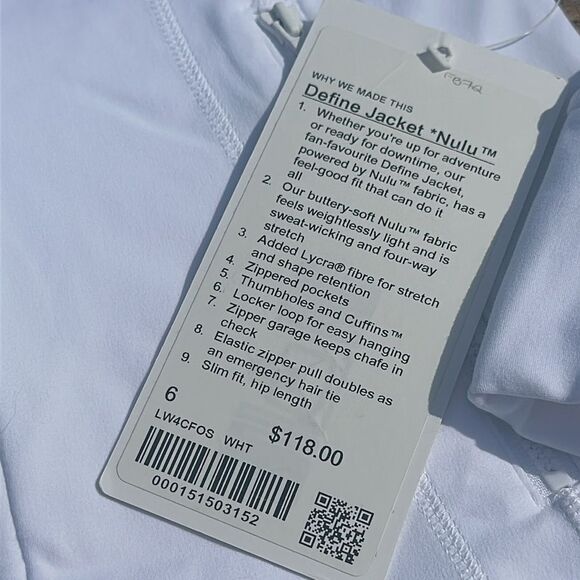 WHY WE MADE THIS
Define Jacket *Nulu™
1. Whether you're up for adventure
or ready for downtime, our
fan-favourite Define Jacket,
powered by Nulu™ fabric, has a
feel-good fit that can do it
all
2. Our buttery-soft Nulu™ fabric
feels weightlessly light and is
sweat-wicking and four-way
stretch
3. Added Lycra® fibre for stretch
and shape retention
4. Zippered pockets
5. Thumbholes and Cuffins™
6. Locker loop for easy hanging
7. Zipper garage keeps chafe in
check
8. Elastic zipper pull doubles as
an emergency hair tie
9. Slim fit, hip length
6
LW4CFOS WHT $118.00
000151503152